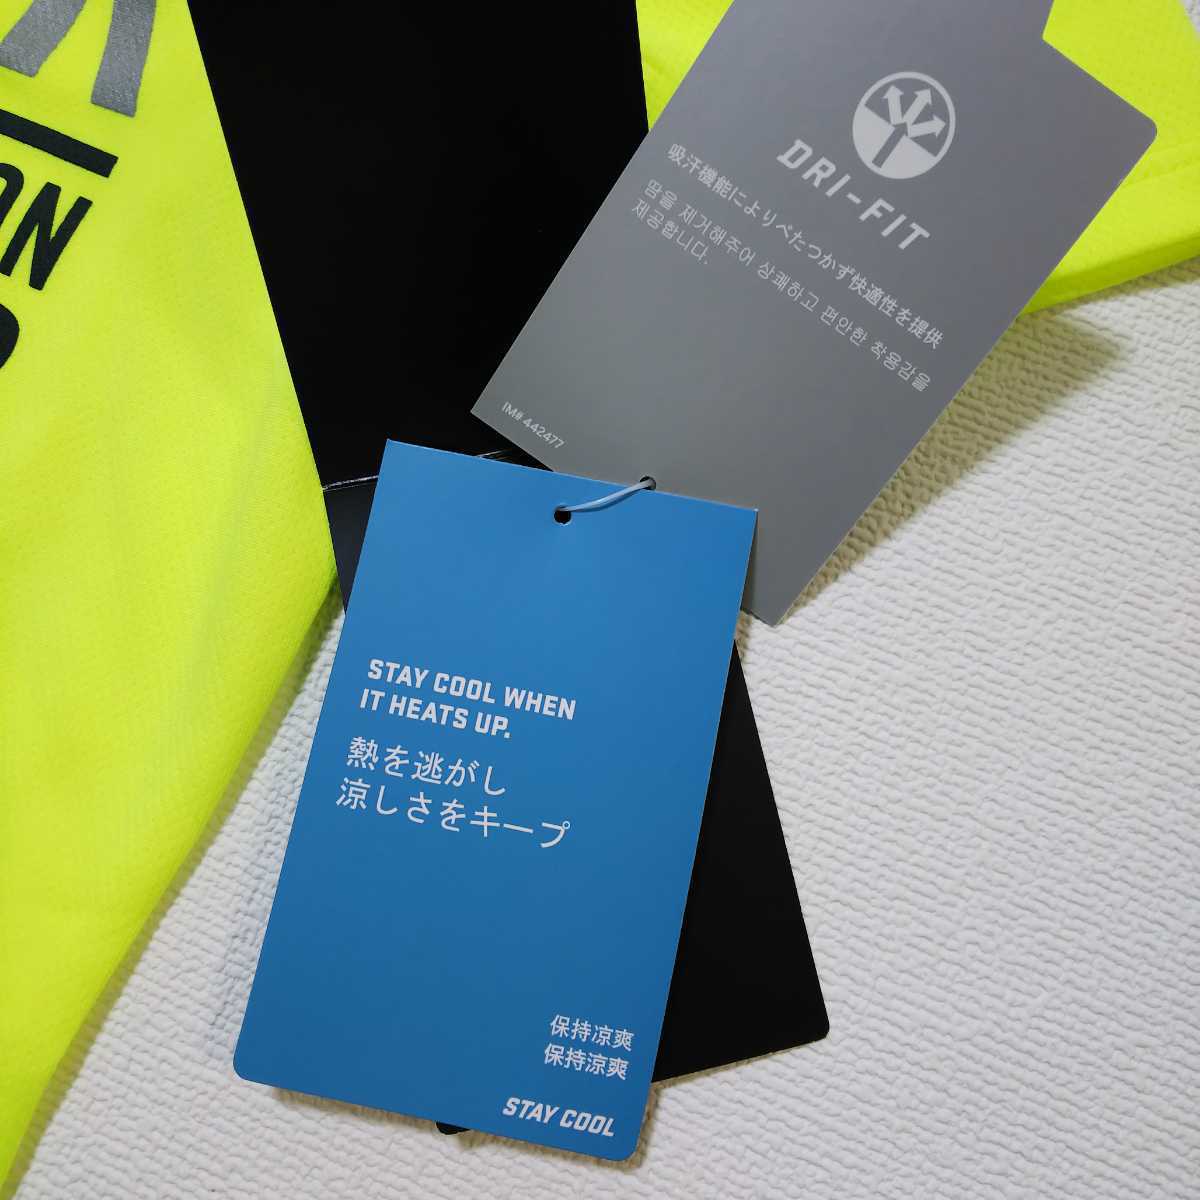 ON
DRI-FIT
吸汗機能によりべたつかず快適性を提供
땀을 제거해주어 상쾌하고 편안한 착용감을
제공합니다.
IM# 442477
STAY COOL WHEN
IT HEATS UP.
熱を逃がし
涼しさをキープ
保持凉爽
保持涼爽
STAY COOL